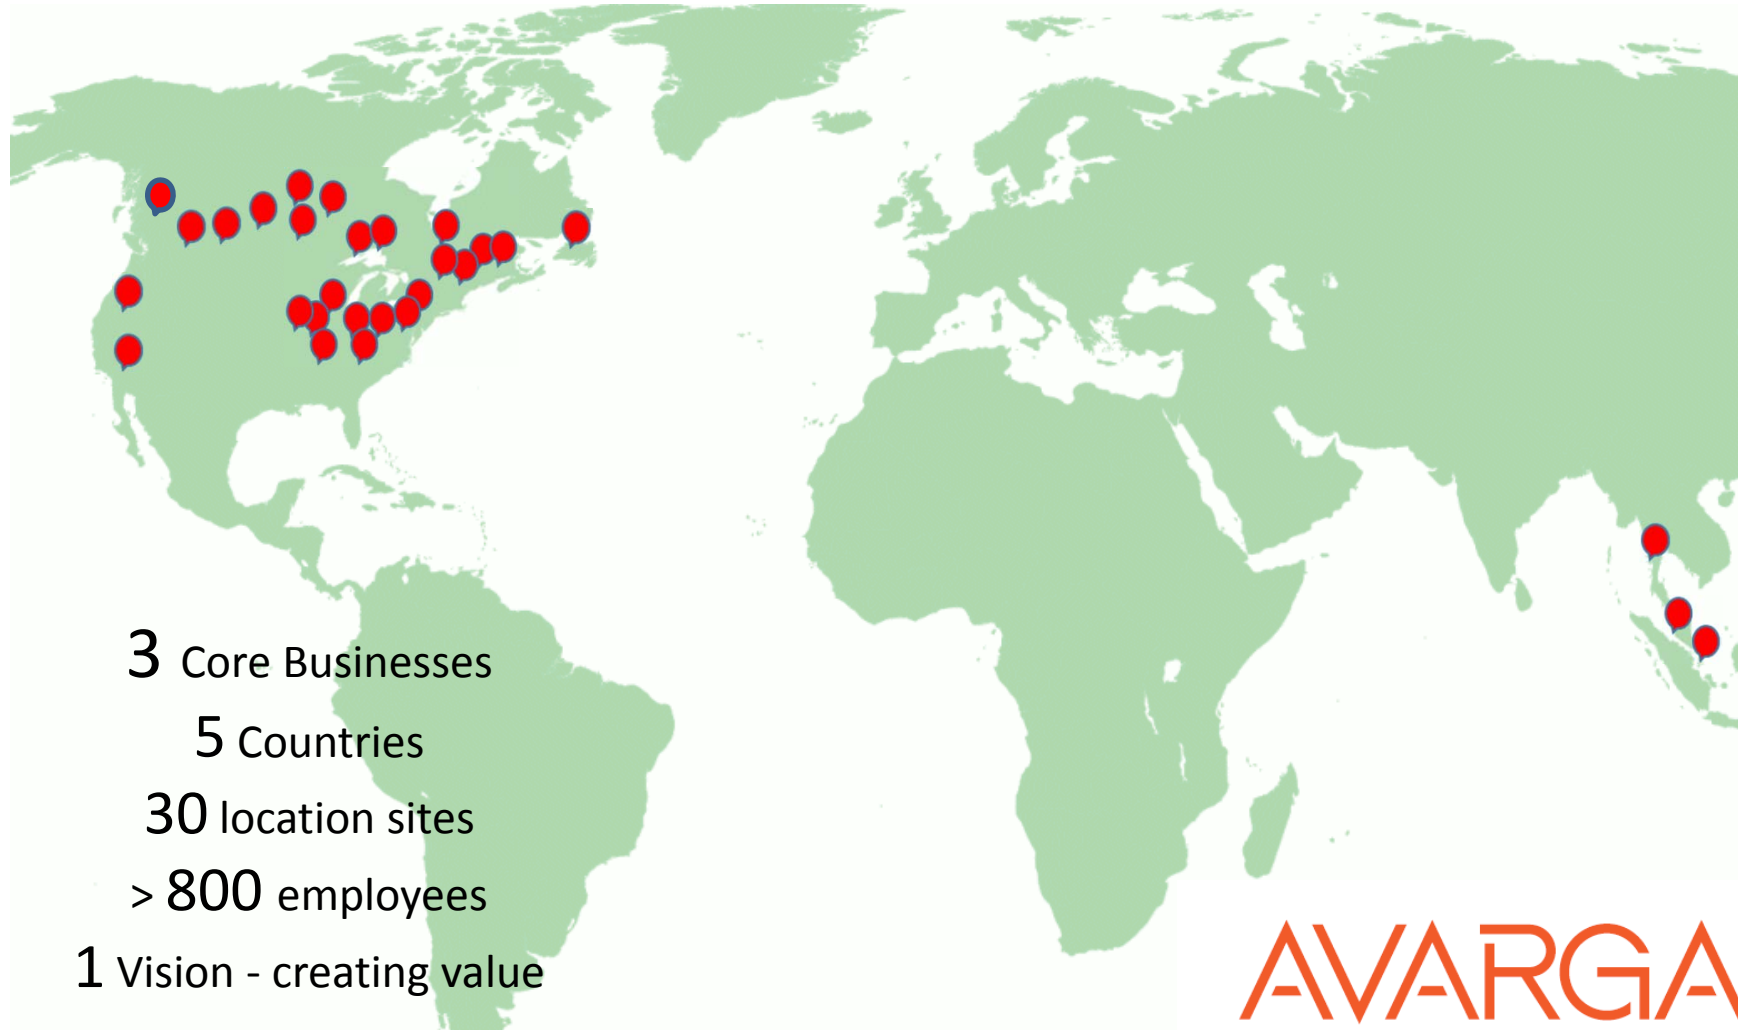 3 Core Businesses
5 Countries
30 location sites
> 800 employees
1 Vision - creating value
AVARGA